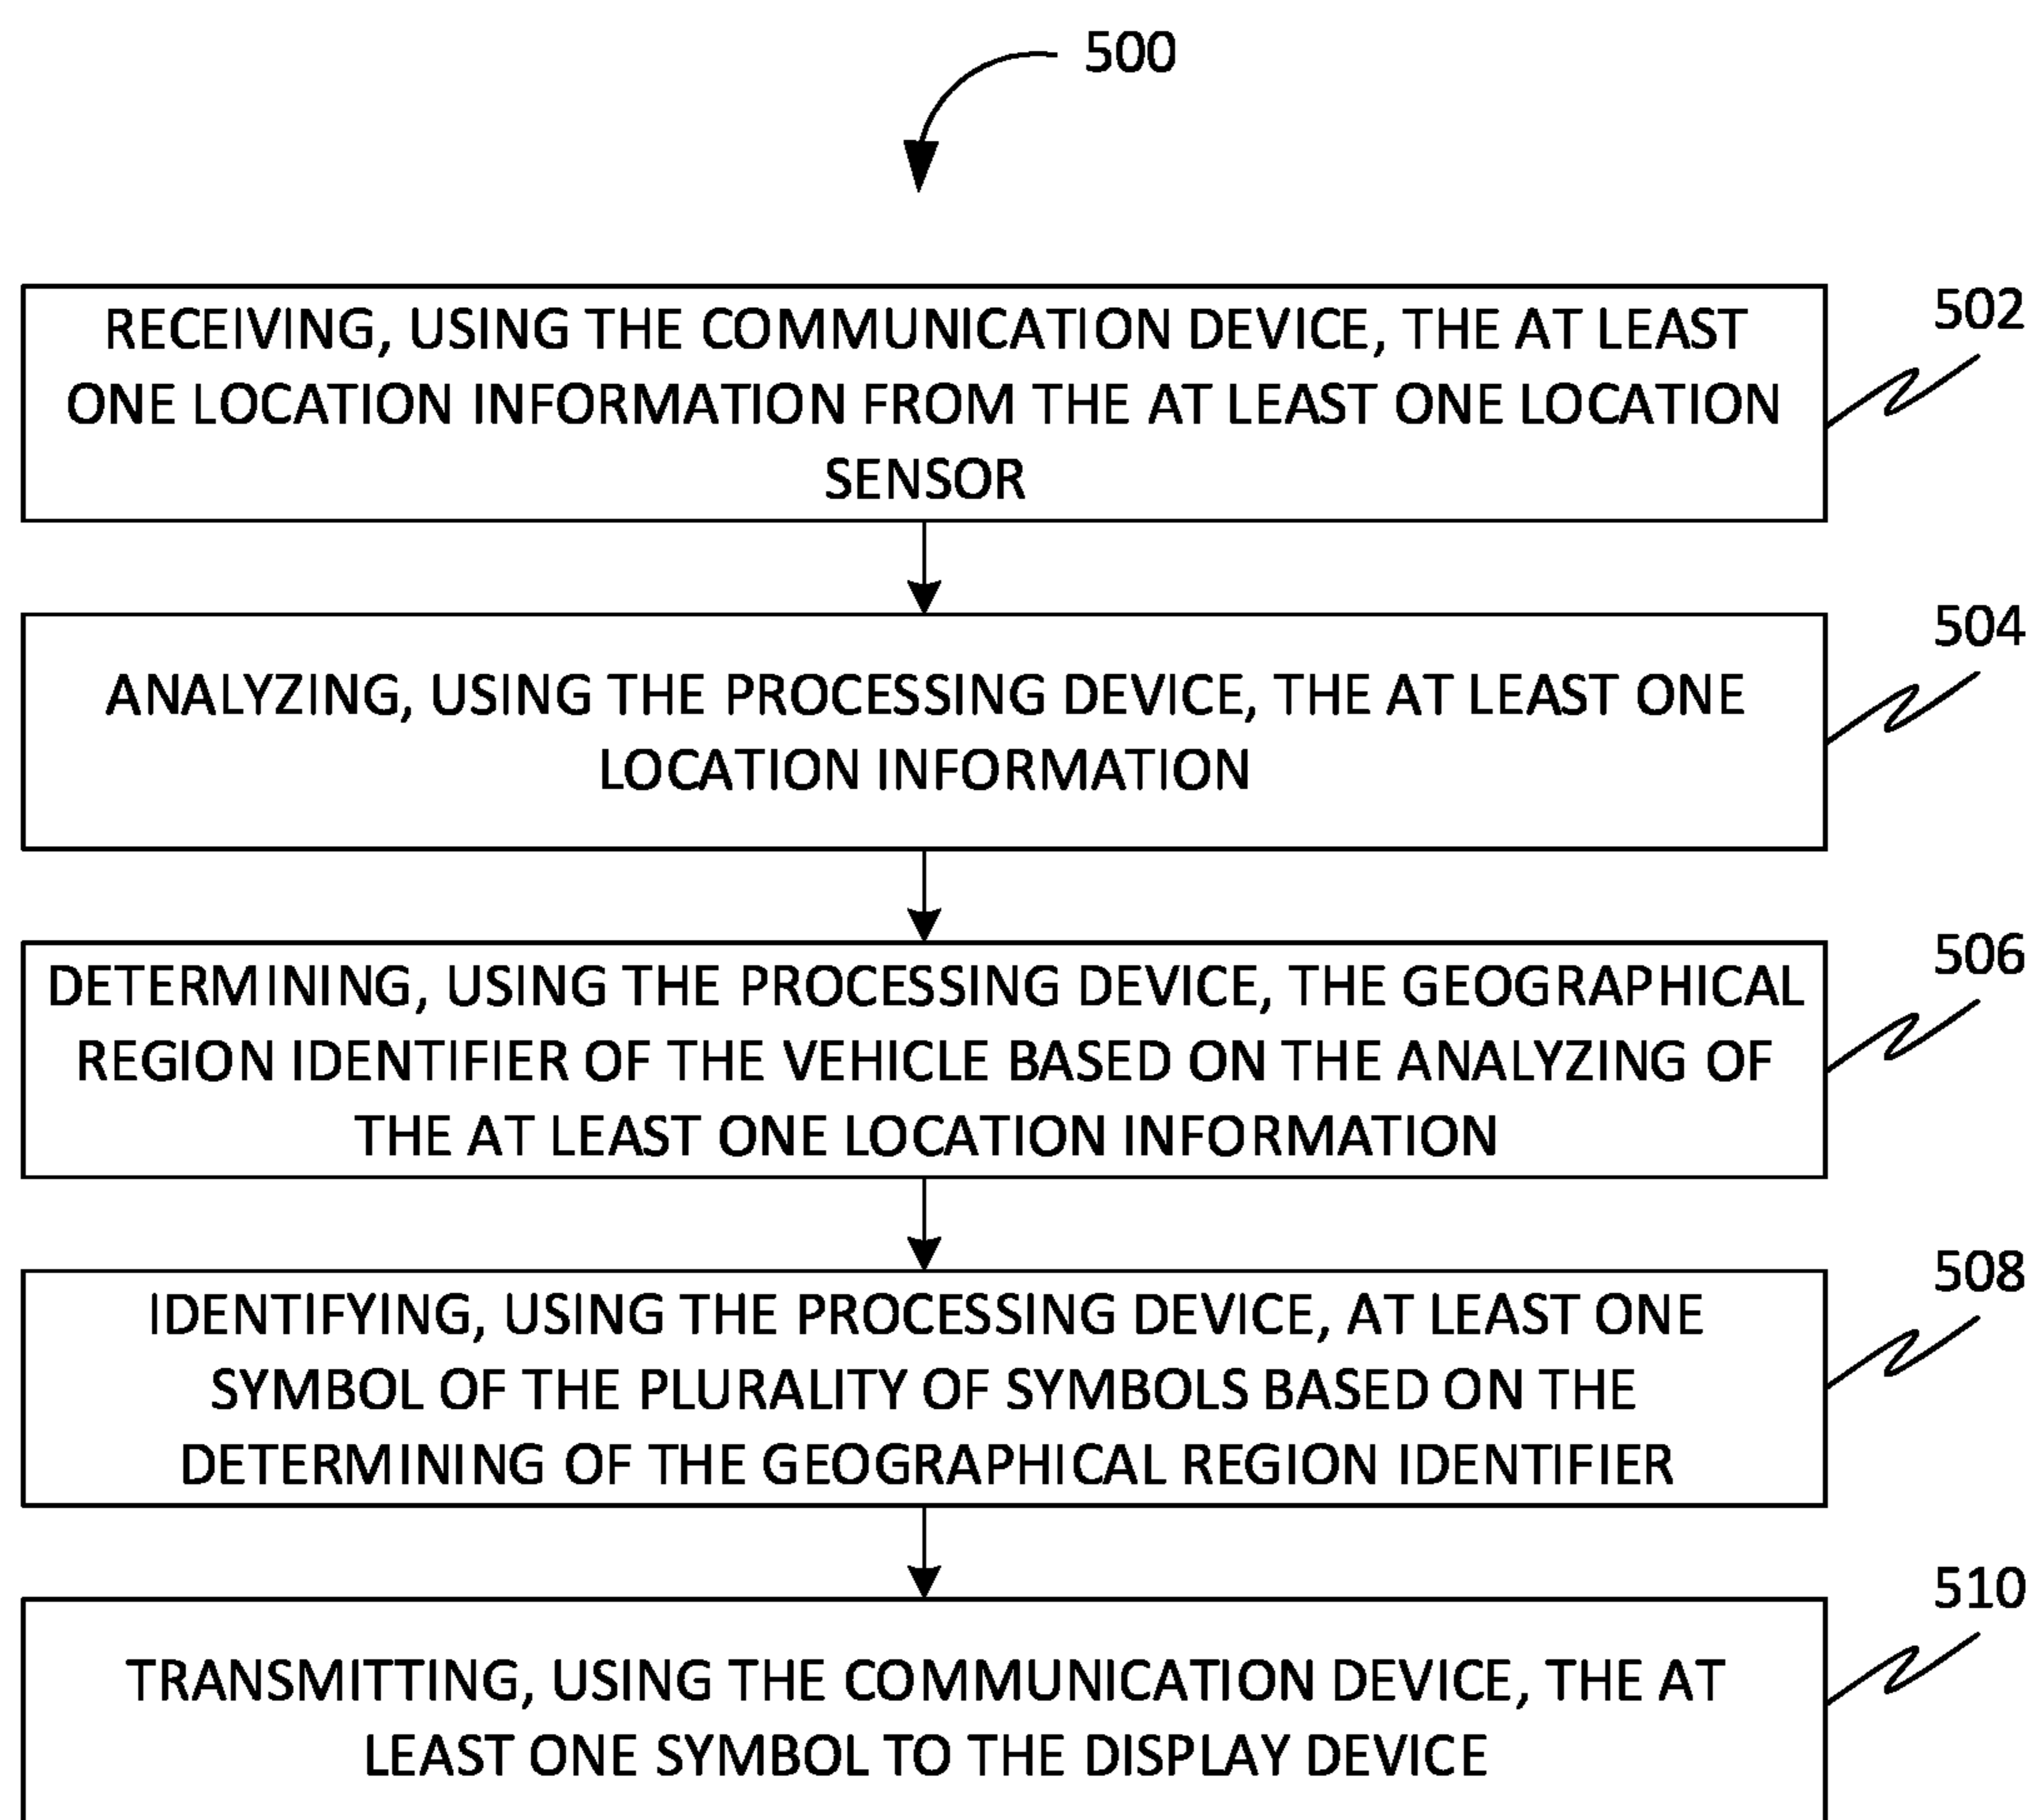 500
502
RECEIVING, USING THE COMMUNICATION DEVICE, THE AT LEAST
ONE LOCATION INFORMATION FROM THE AT LEAST ONE LOCATION
SENSOR
504
ANALYZING, USING THE PROCESSING DEVICE, THE AT LEAST ONE
LOCATION INFORMATION
506
DETERMINING, USING THE PROCESSING DEVICE, THE GEOGRAPHICAL
REGION IDENTIFIER OF THE VEHICLE BASED ON THE ANALYZING OF
THE AT LEAST ONE LOCATION INFORMATION
508
IDENTIFYING, USING THE PROCESSING DEVICE, AT LEAST ONE
SYMBOL OF THE PLURALITY OF SYMBOLS BASED ON THE
DETERMINING OF THE GEOGRAPHICAL REGION IDENTIFIER
510
TRANSMITTING, USING THE COMMUNICATION DEVICE, THE AT
LEAST ONE SYMBOL TO THE DISPLAY DEVICE